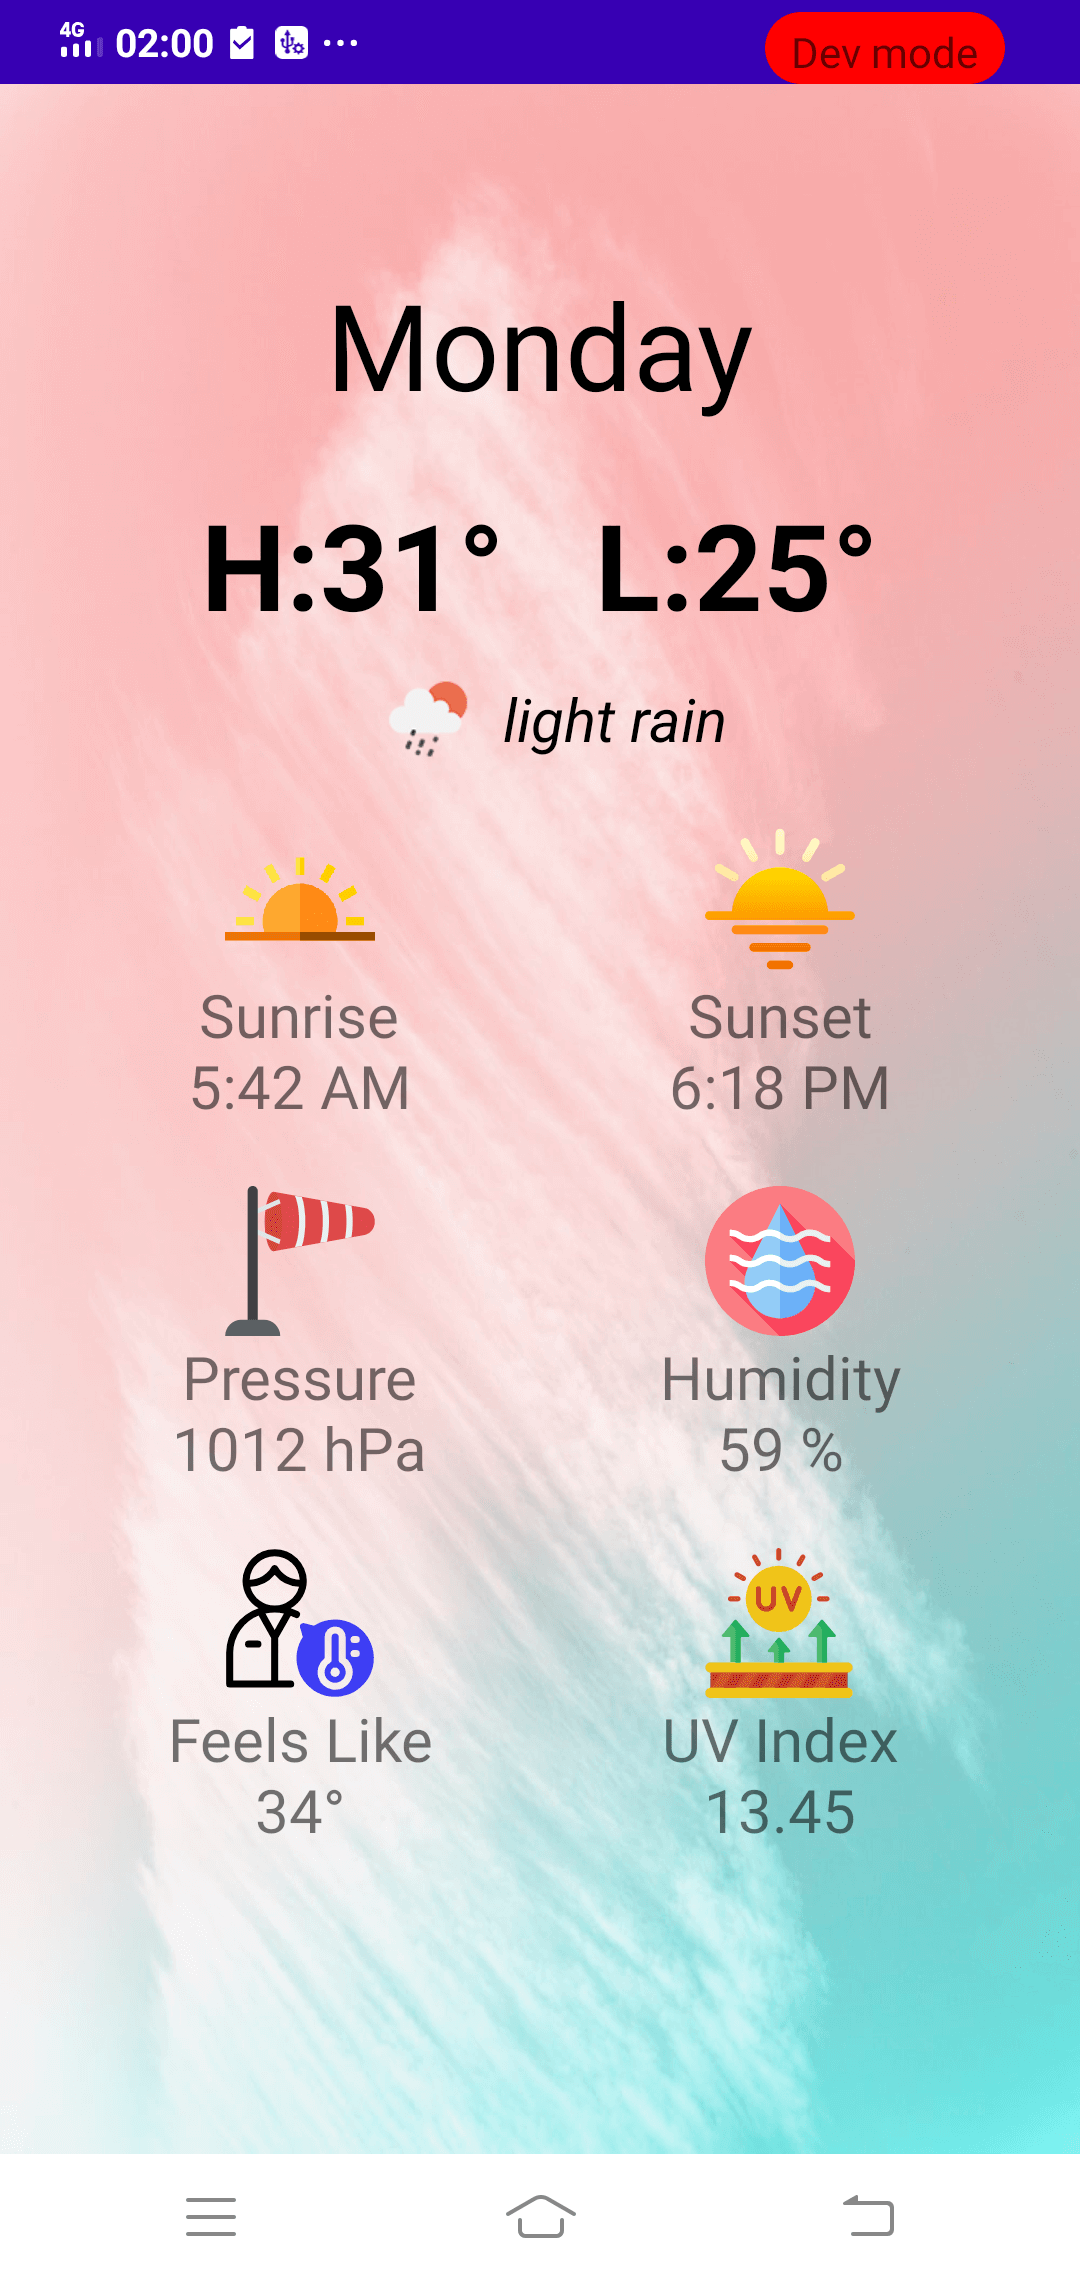 4G 02:00 Dev mode
Monday
H:31° L:25°
light rain
Sunrise Sunset
5:42 AM 6:18 PM
Pressure Humidity
1012 hPa 59 %
UV
Feels Like UV Index
34° 13.45